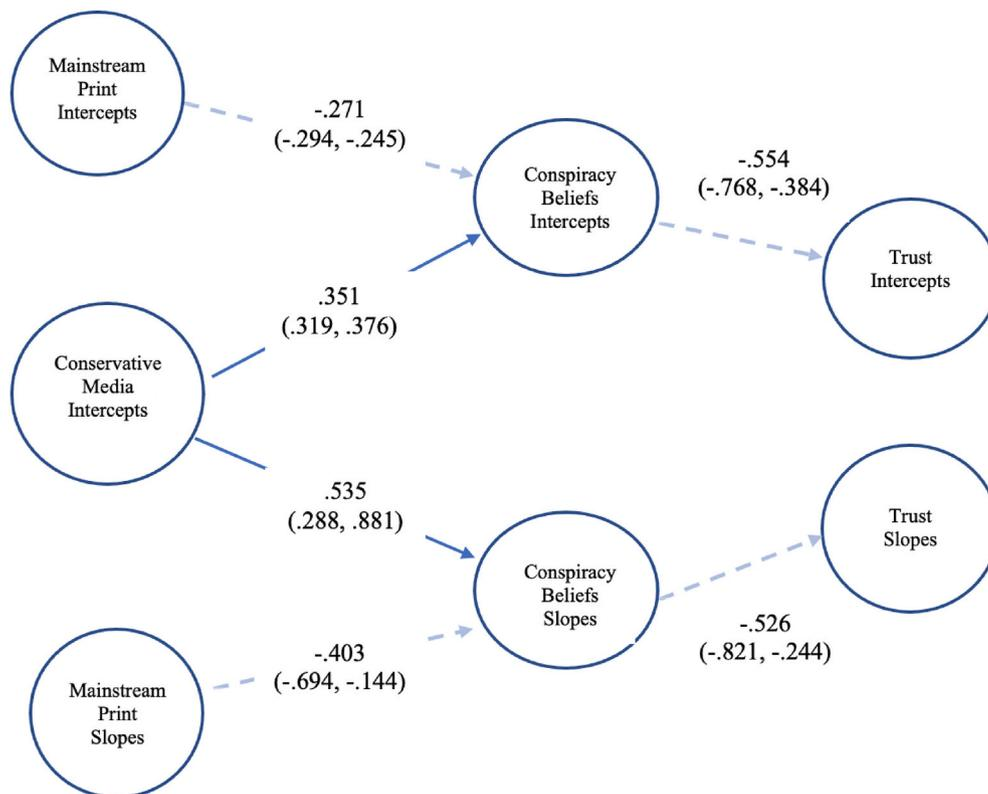 Mainstream
Print
Intercepts
-.271
(-.294, -.245)
Conspiracy
Beliefs
Intercepts
-.554
(-.768, -.384)
Trust
Intercepts
.351
(.319, .376)
Conservative
Media
Intercepts
.535
(.288, .881)
Conspiracy
Beliefs
Slopes
Trust
Slopes
-.526
(-.821, -.244)
-.403
(-.694, -.144)
Mainstream
Print
Slopes